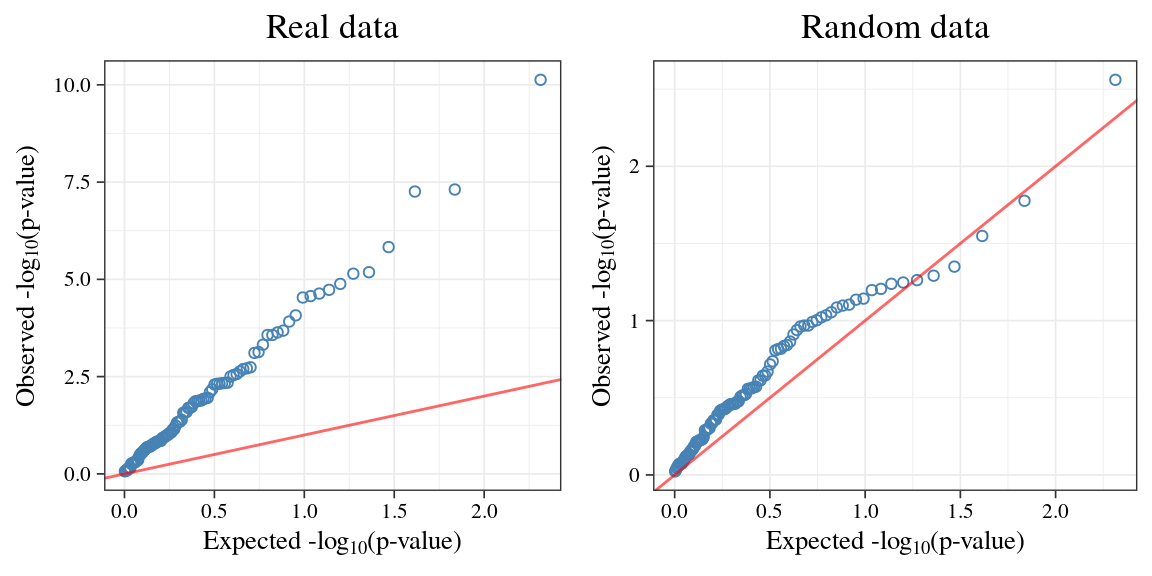 Real data
10.0
7.5
5.0
2.5
0.0
0.0 0.5 1.0 1.5 2.0
Observed -log10(p-value)
Expected -log10(p-value)
Random data
2
1
0
0.0 0.5 1.0 1.5 2.0
Observed -log10(p-value)
Expected -log10(p-value)